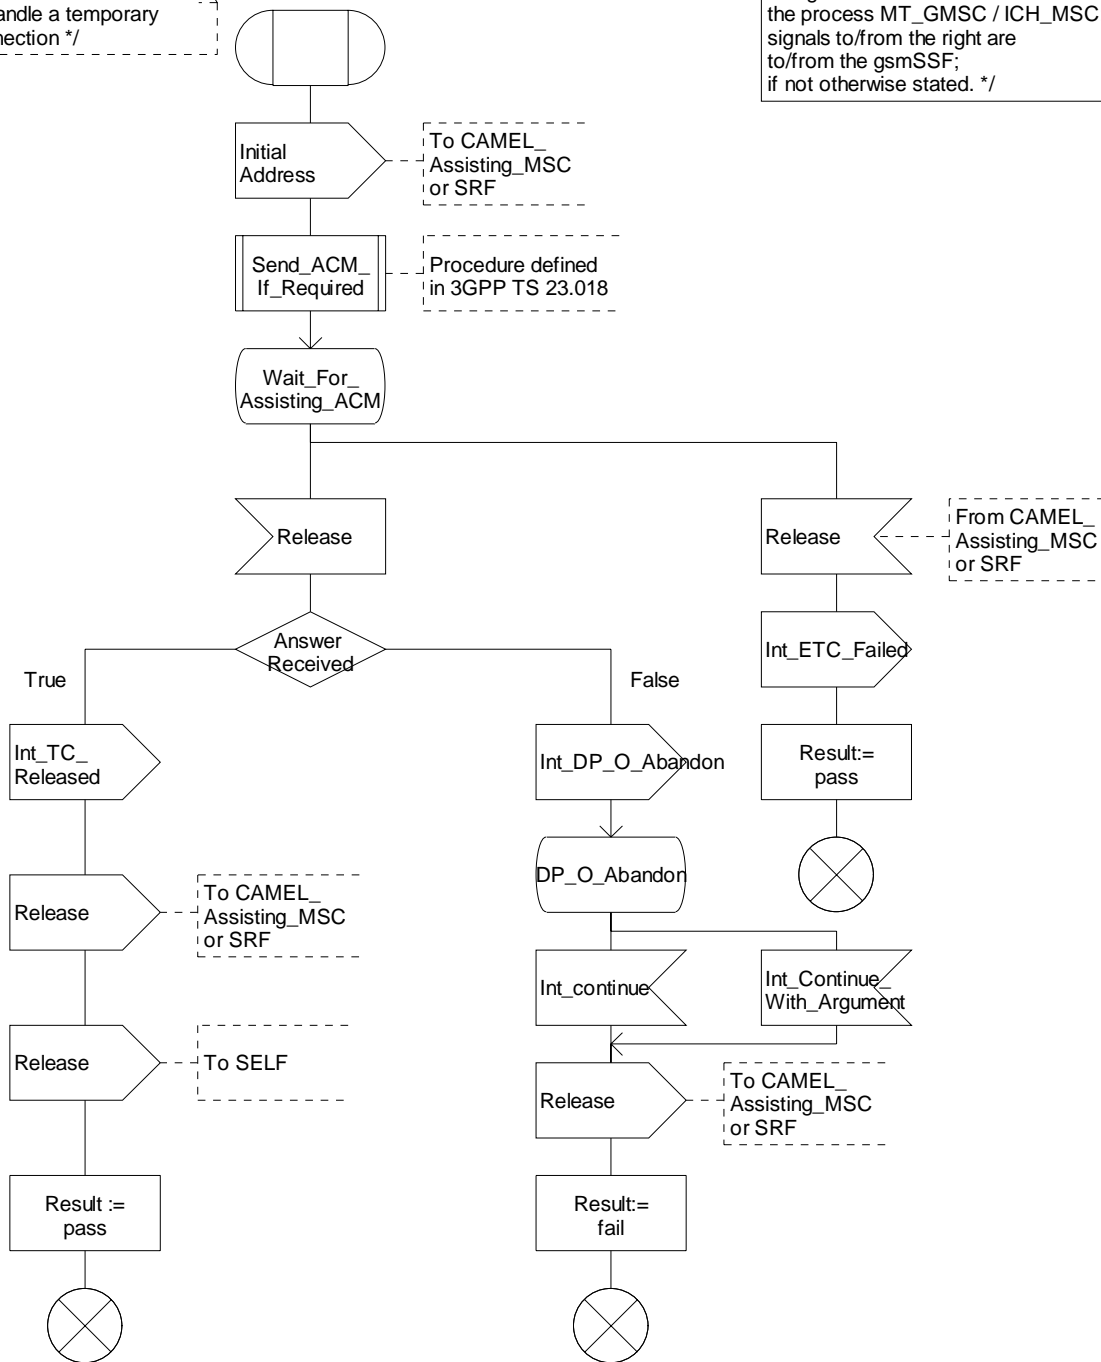 andle a temporary
nection */
the process MT_GMSC / ICH_MSC
signals to/from the right are
to/from the gsmSSF;
if not otherwise stated. */
Initial
Address
To CAMEL_
Assisting_MSC
or SRF
Send_ACM_
If_Required
Procedure defined
in 3GPP TS 23.018
Wait_For_
Assisting_ACM
Release
Release
From CAMEL_
Assisting_MSC
or SRF
Answer
Received
Int_ETC_Failed
True
False
Int_TC_
Released
Int_DP_O_Abandon
Result:=
pass
DP_O_Abandon
Release
To CAMEL_
Assisting_MSC
or SRF
Int_continue
Int_Continue_
With_Argument
Release
To SELF
Release
To CAMEL_
Assisting_MSC
or SRF
Result :=
pass
Result:=
fail